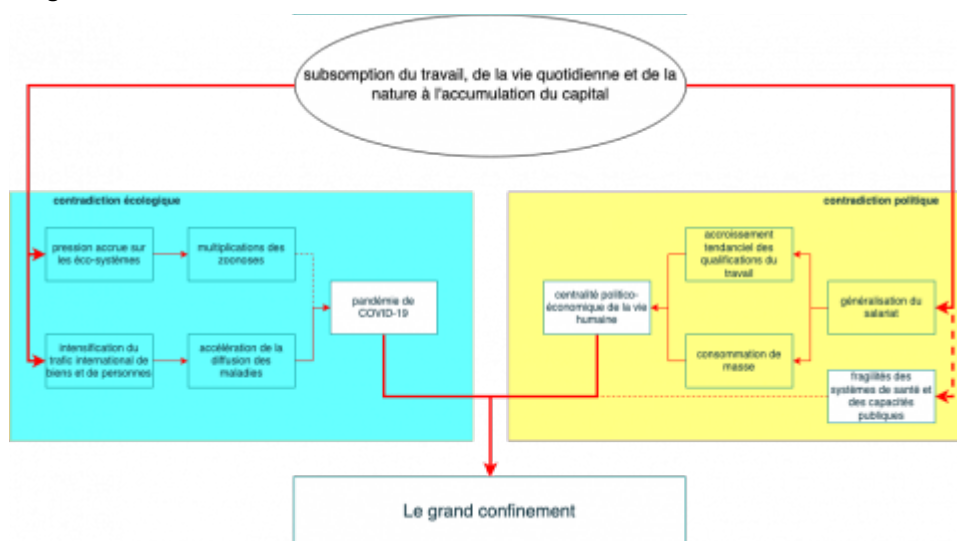 subsomption du travail, de la vie quotidienne et de la
nature à l'accumulation du capital
contradiction écologique
pression accrue sur
les éco-systèmes
multiplications des
zoonoses
pandémie de
COVID-19
intensification du
trafic international de
biens et de personnes
accélération de la
diffusion des
maladies
contradiction politique
accroissement
tendanciel des
qualifications du
travail
centralité politico-
économique de la vie
humaine
généralisation du
salariat
consommation de
masse
fragilités des
systèmes de santé et
des capacités
publiques
Le grand confinement